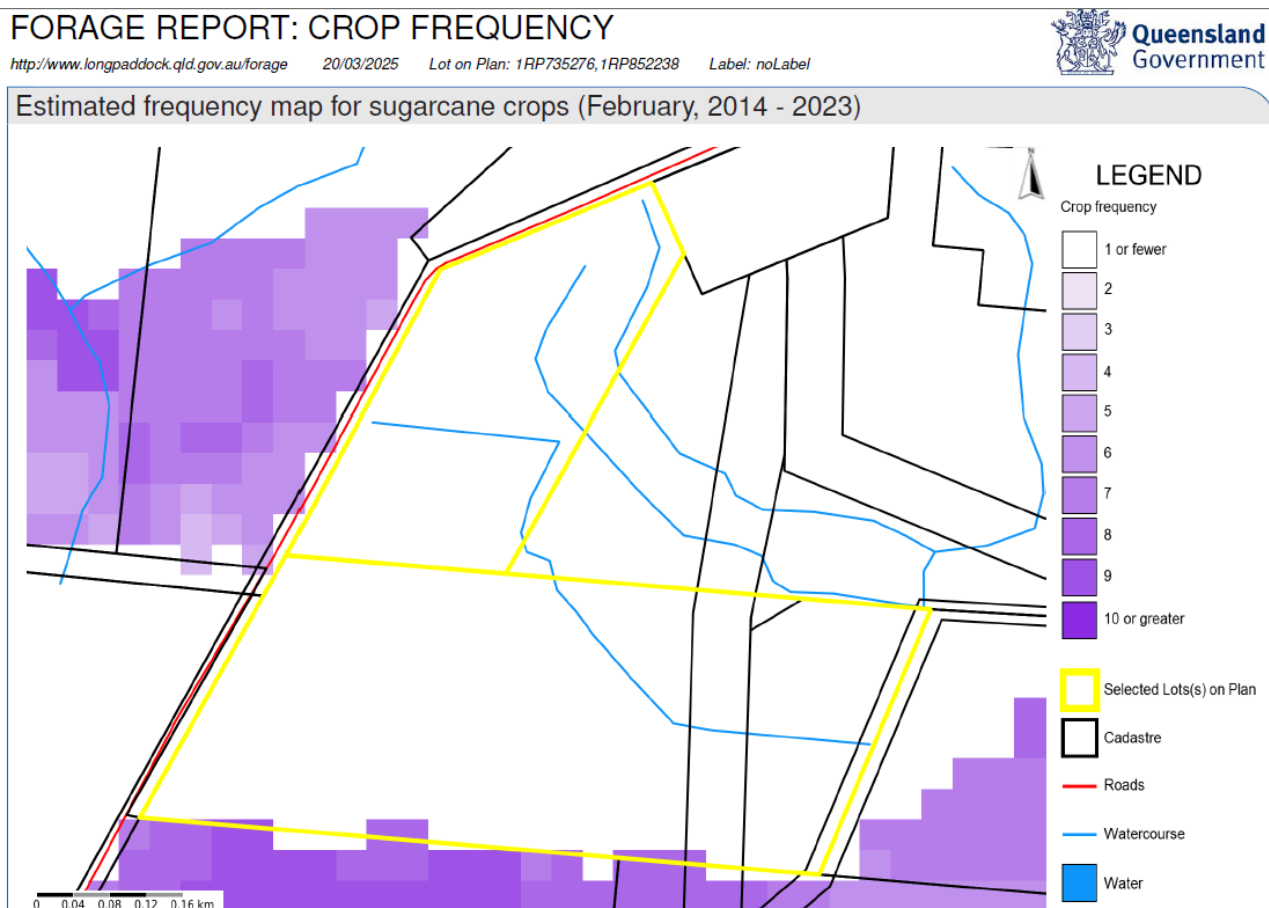 FORAGE REPORT: CROP FREQUENCY
http://www.longpaddock.qld.gov.au/forage 20/03/2025 Lot on Plan: 1RP735276,1RP852238 Label: noLabel
Queensland
Government
Estimated frequency map for sugarcane crops (February, 2014 - 2023)
N
LEGEND
Crop frequency
1 or fewer
2
3
4
5
6
7
8
9
10 or greater
Selected Lots(s) on Plan
Cadastre
Roads
Watercourse
Water
0 0.04 0.08 0.12 0.16 km